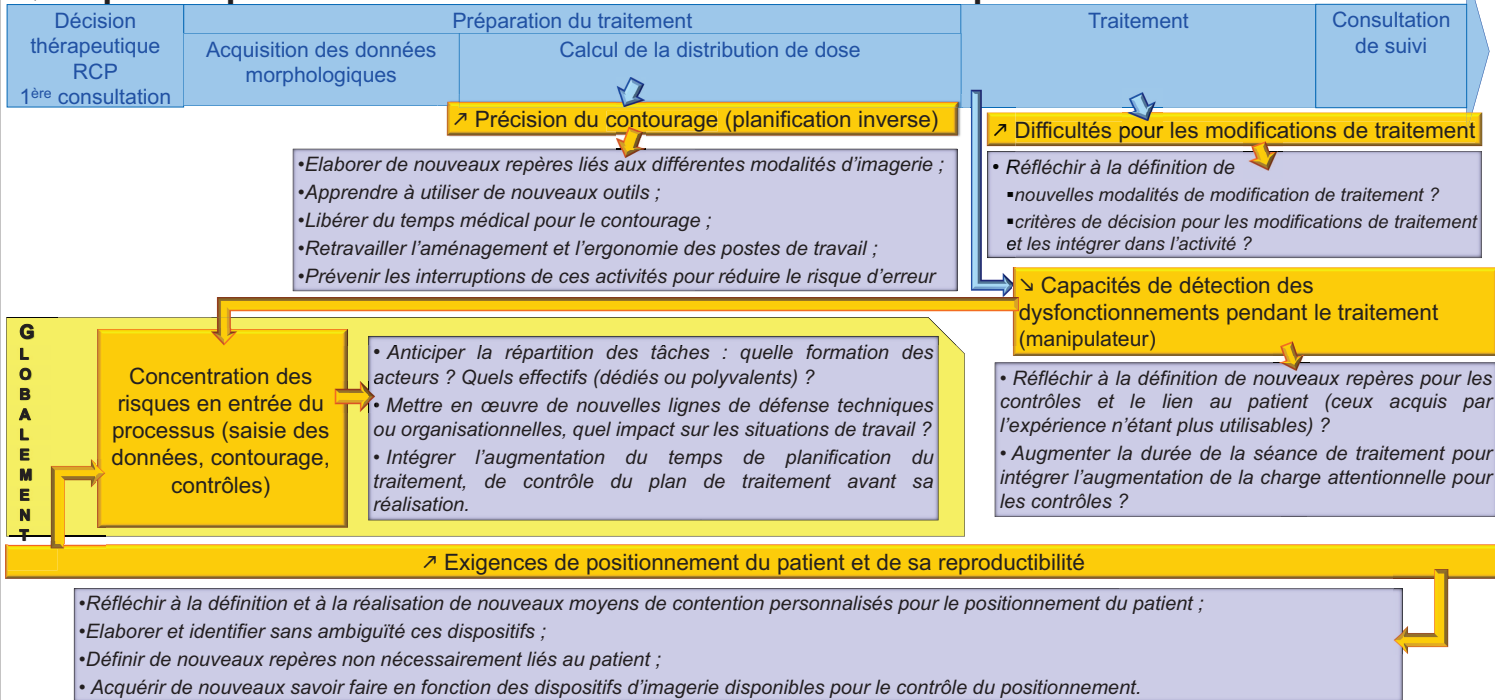 Décision
thérapeutique
RCP
1ère consultation
Préparation du traitement
Acquisition des données
morphologiques
Calcul de la distribution de dose
Traitement
Consultation
de suivi
↗ Précision du contourage (planification inverse)
•Elaborer de nouveaux repères liés aux différentes modalités d'imagerie ;
•Apprendre à utiliser de nouveaux outils ;
•Libérer du temps médical pour le contourage ;
•Retravailler l'aménagement et l'ergonomie des postes de travail ;
•Prévenir les interruptions de ces activités pour réduire le risque d'erreur
↗ Difficultés pour les modifications de traitement
• Réfléchir à la définition de
▪nouvelles modalités de modification de traitement ?
▪critères de décision pour les modifications de traitement
et les intégrer dans l'activité ?
↘ Capacités de détection des
dysfonctionnements pendant le traitement
(manipulateur)
• Réfléchir à la définition de nouveaux repères pour les
contrôles et le lien au patient (ceux acquis par
l'expérience n'étant plus utilisables) ?
• Augmenter la durée de la séance de traitement pour
intégrer l'augmentation de la charge attentionnelle pour
les contrôles ?
GLOBALEMENT
Concentration des
risques en entrée du
processus (saisie des
données, contourage,
contrôles)
• Anticiper la répartition des tâches : quelle formation des
acteurs ? Quels effectifs (dédiés ou polyvalents) ?
• Mettre en œuvre de nouvelles lignes de défense techniques
ou organisationnelles, quel impact sur les situations de travail ?
• Intégrer l'augmentation du temps de planification du
traitement, de contrôle du plan de traitement avant sa
réalisation.
↗ Exigences de positionnement du patient et de sa reproductibilité
•Réfléchir à la définition et à la réalisation de nouveaux moyens de contention personnalisés pour le positionnement du patient ;
•Elaborer et identifier sans ambiguïté ces dispositifs ;
•Définir de nouveaux repères non nécessairement liés au patient ;
• Acquérir de nouveaux savoir faire en fonction des dispositifs d'imagerie disponibles pour le contrôle du positionnement.